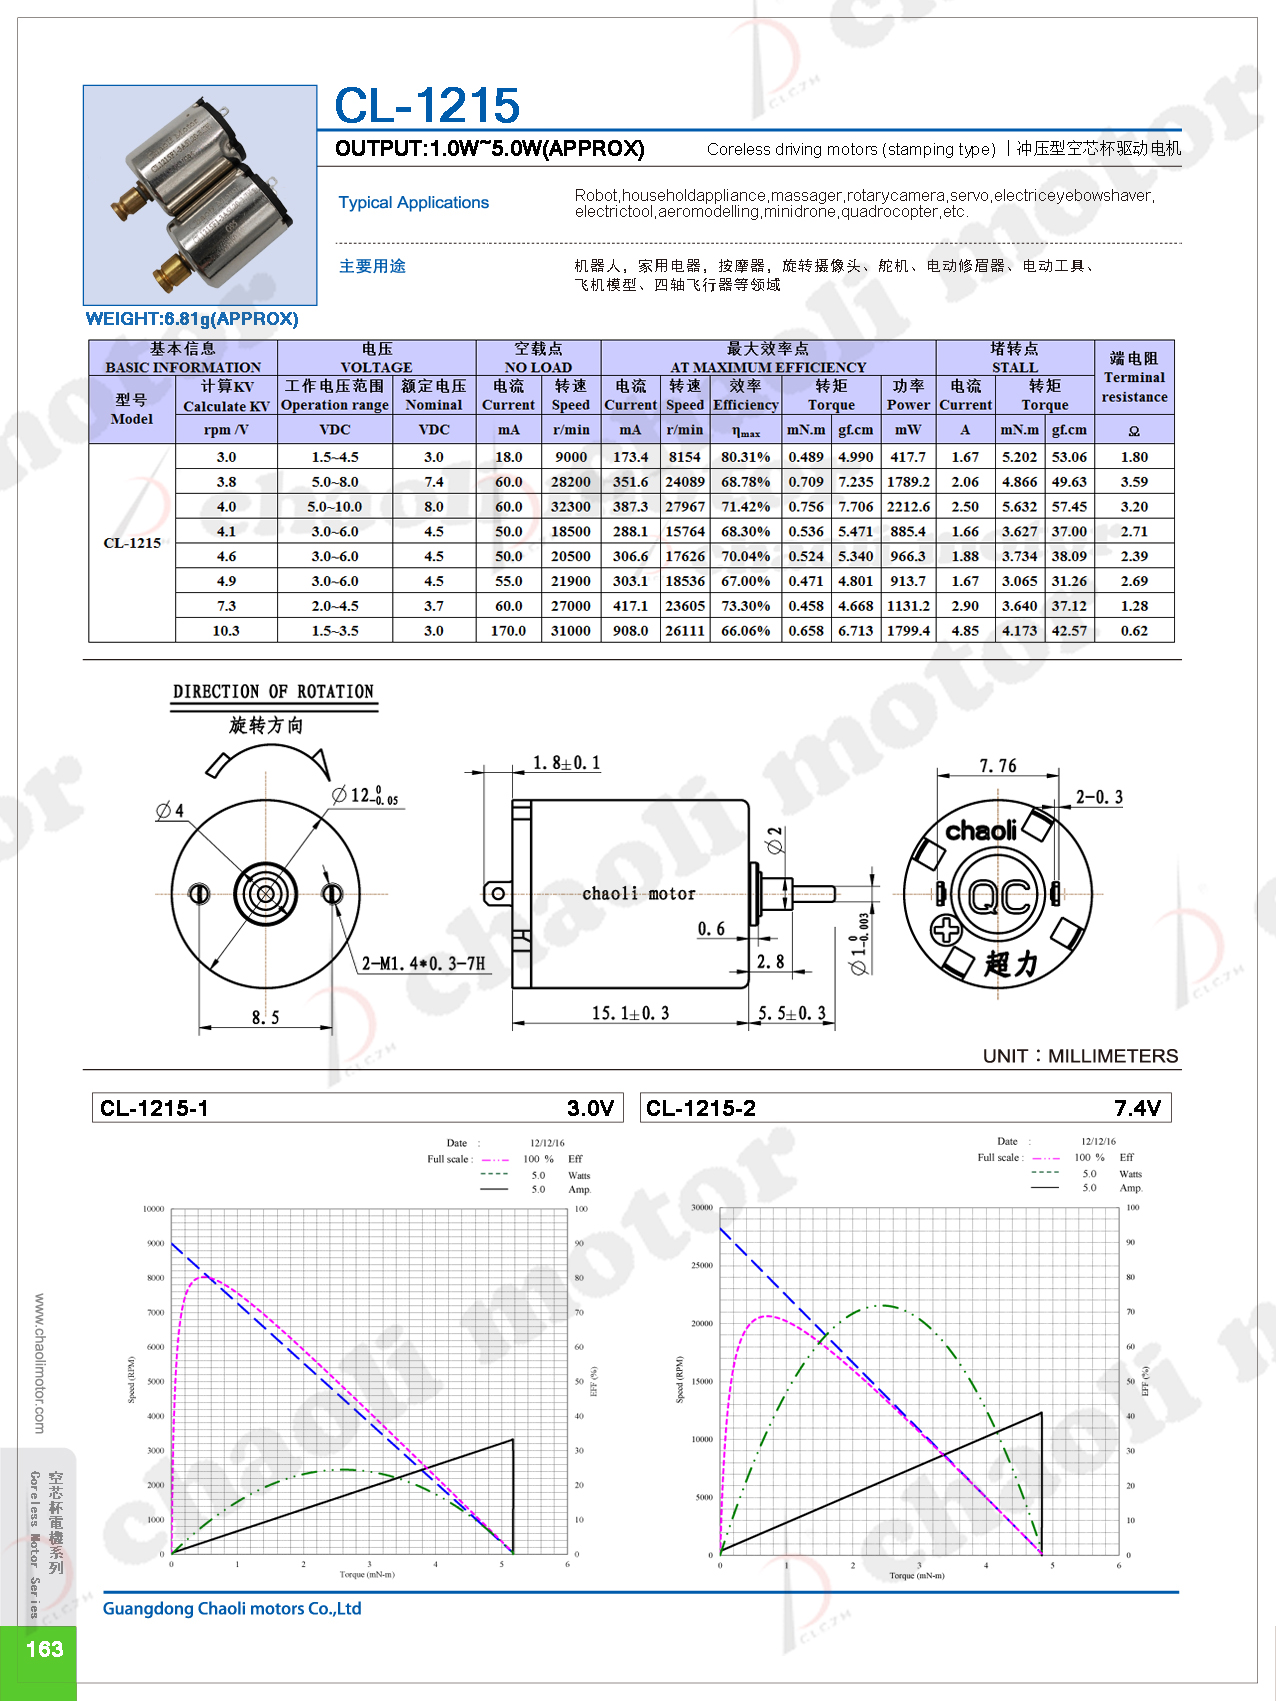 CL-1215
OUTPUT:1.0W~5.0W(APPROX)
Coreless driving motors (stamping type) | 冲压型空芯杯驱动电机
Typical Applications
Robot,householdappliance,massager,rotarycamera,servo,electriceyebowshaver,
electrictool,aeromodelling,minidrone,quadrocopter,etc.
主要用途
机器人，家用电器，按摩器，旋转摄像头、舵机、电动修眉器、电动工具、
飞机模型、四轴飞行器等领域
WEIGHT:6.81g(APPROX)
基本信息 电压 空载点 最大效率点 堵转点 端电阻
BASIC INFORMATION VOLTAGE NO LOAD AT MAXIMUM EFFICIENCY STALL Terminal resistance
型号 计算KV 工作电压范围 额定电压 电流 转速 电流 转速 效率 转矩 功率 电流 转矩
Model Calculate KV Operation range Nominal Current Speed Current Speed Efficiency Torque Power Current Torque
rpm /V VDC VDC mA r/min mA r/min ηmax mN.m gf.cm mW A mN.m gf.cm Ω
CL-1215
3.0 1.5~4.5 3.0 18.0 9000 173.4 8154 80.31% 0.489 4.990 417.7 1.67 5.202 53.06 1.80
3.8 5.0~8.0 7.4 60.0 28200 351.6 24089 68.78% 0.709 7.235 1789.2 2.06 4.866 49.63 3.59
4.0 5.0~10.0 8.0 60.0 32300 387.3 27967 71.42% 0.756 7.706 2212.6 2.50 5.632 57.45 3.20
4.1 3.0~6.0 4.5 50.0 18500 288.1 15764 68.30% 0.536 5.471 885.4 1.66 3.627 37.00 2.71
4.6 3.0~6.0 4.5 50.0 20500 306.6 17626 70.04% 0.524 5.340 966.3 1.88 3.734 38.09 2.39
4.9 3.0~6.0 4.5 55.0 21900 303.1 18536 67.00% 0.471 4.801 913.7 1.67 3.065 31.26 2.69
7.3 2.0~4.5 3.7 60.0 27000 417.1 23605 73.30% 0.458 4.668 1131.2 2.90 3.640 37.12 1.28
10.3 1.5~3.5 3.0 170.0 31000 908.0 26111 66.06% 0.658 6.713 1799.4 4.85 4.173 42.57 0.62
DIRECTION OF ROTATION
旋转方向
∅4
∅12 0 -0.05
2-M1.4*0.3-7H
8.5
1.8±0.1
chaoli motor
∅2
0.6
2.8
∅1 0 -0.003
15.1±0.3
5.5±0.3
7.76
2-0.3
chaoli
QC
超力
UNIT：MILLIMETERS
CL-1215-1 3.0V
Date : 12/12/16
Full scale : 100 % Eff
5.0 Watts
5.0 Amp.
10000 9000 8000 7000 6000 5000 4000 3000 2000 1000 0
Speed (RPM)
100 90 80 70 60 50 40 30 20 10 0
EFF (%)
0 1 2 3 4 5 6
Torque (mN-m)
CL-1215-2 7.4V
Date : 12/12/16
Full scale : 100 % Eff
5.0 Watts
5.0 Amp.
30000 25000 20000 15000 10000 5000 0
Speed (RPM)
100 90 80 70 60 50 40 30 20 10 0
EFF (%)
0 1 2 3 4 5 6
Torque (mN-m)
www.chaolimotor.com
空芯杯電機系列
Coreless Motor Series
163
Guangdong Chaoli motors Co.,Ltd
chaoli motor
C.L.C.7.H